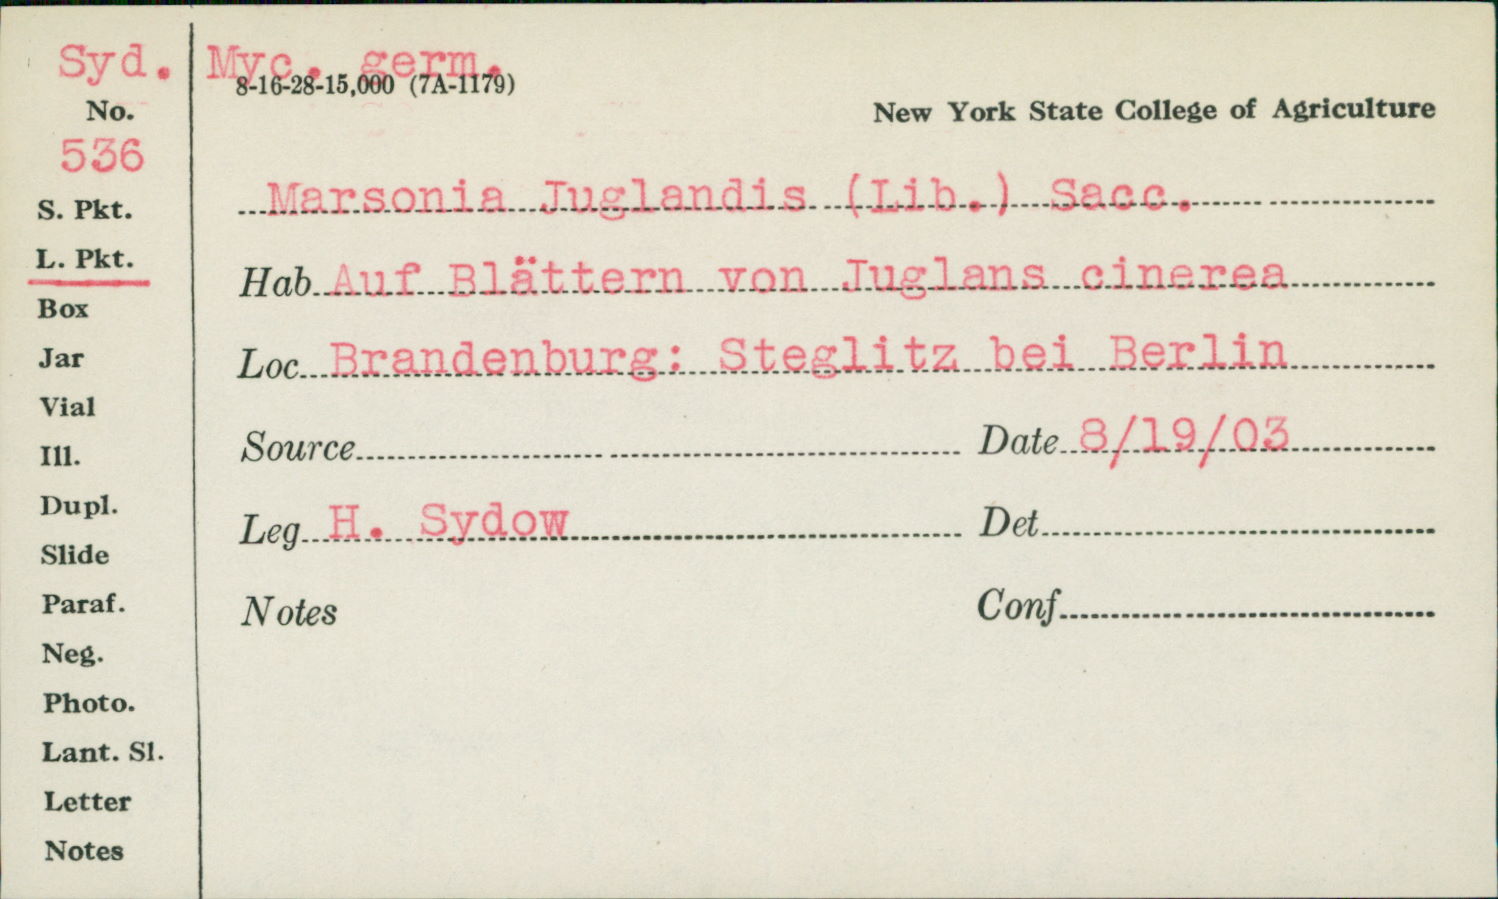 Syd. Myc. germ.
8-16-28-15,000 (7A-1179)
No.
New York State College of Agriculture
536
Marsonia Juglandis (Lib.) Sacc.
S. Pkt.
L. Pkt.
Hab Auf Blättern von Juglans cinerea
Box
Jar
Loc Brandenburg: Steglitz bei Berlin
Vial
Ill.
Source Date 8/19/03
Dupl.
Leg H. Sydow Det
Slide
Paraf.
Notes Conf
Neg.
Photo.
Lant. Sl.
Letter
Notes